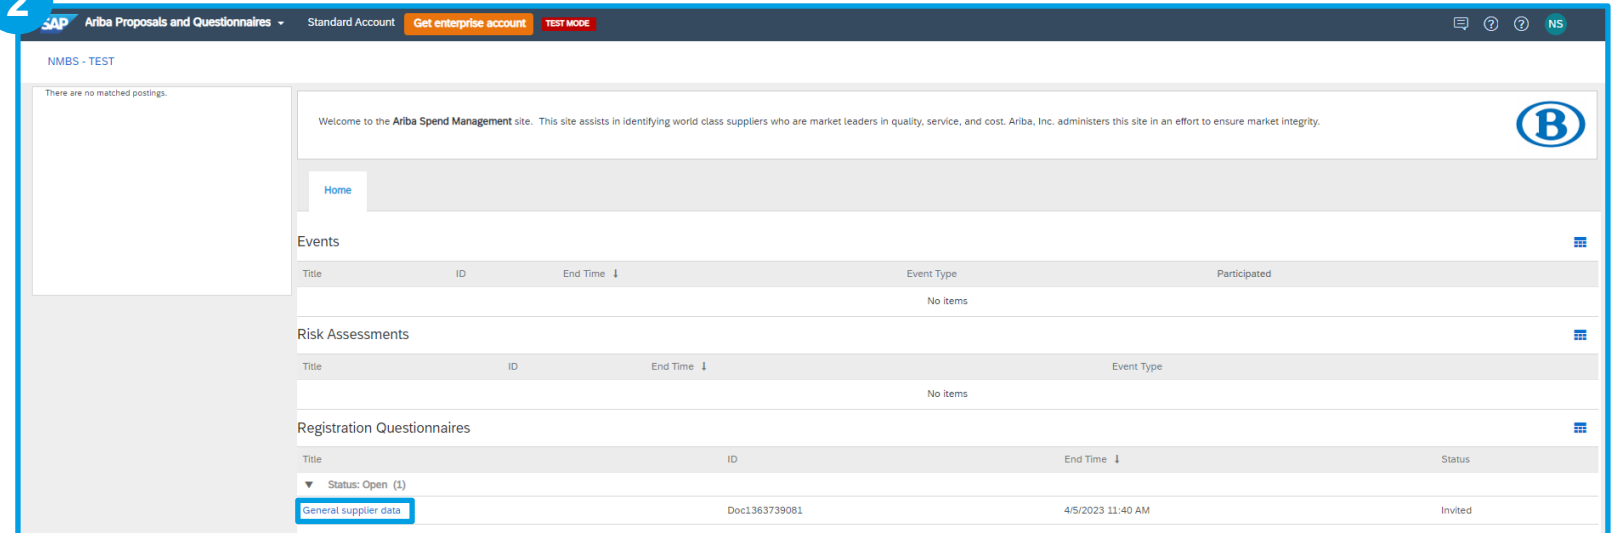 2
SAP Ariba Proposals and Questionnaires Standard Account Get enterprise account TEST MODE NS
NMBS - TEST
There are no matched postings.
Welcome to the Ariba Spend Management site. This site assists in identifying world class suppliers who are market leaders in quality, service, and cost. Ariba, Inc. administers this site in an effort to ensure market integrity.
B
Home
Events
Title ID End Time ↓ Event Type Participated
No items
Risk Assessments
Title ID End Time ↓ Event Type
No items
Registration Questionnaires
Title ID End Time ↓ Status
▼ Status: Open (1)
General supplier data Doc1363739081 4/5/2023 11:40 AM Invited